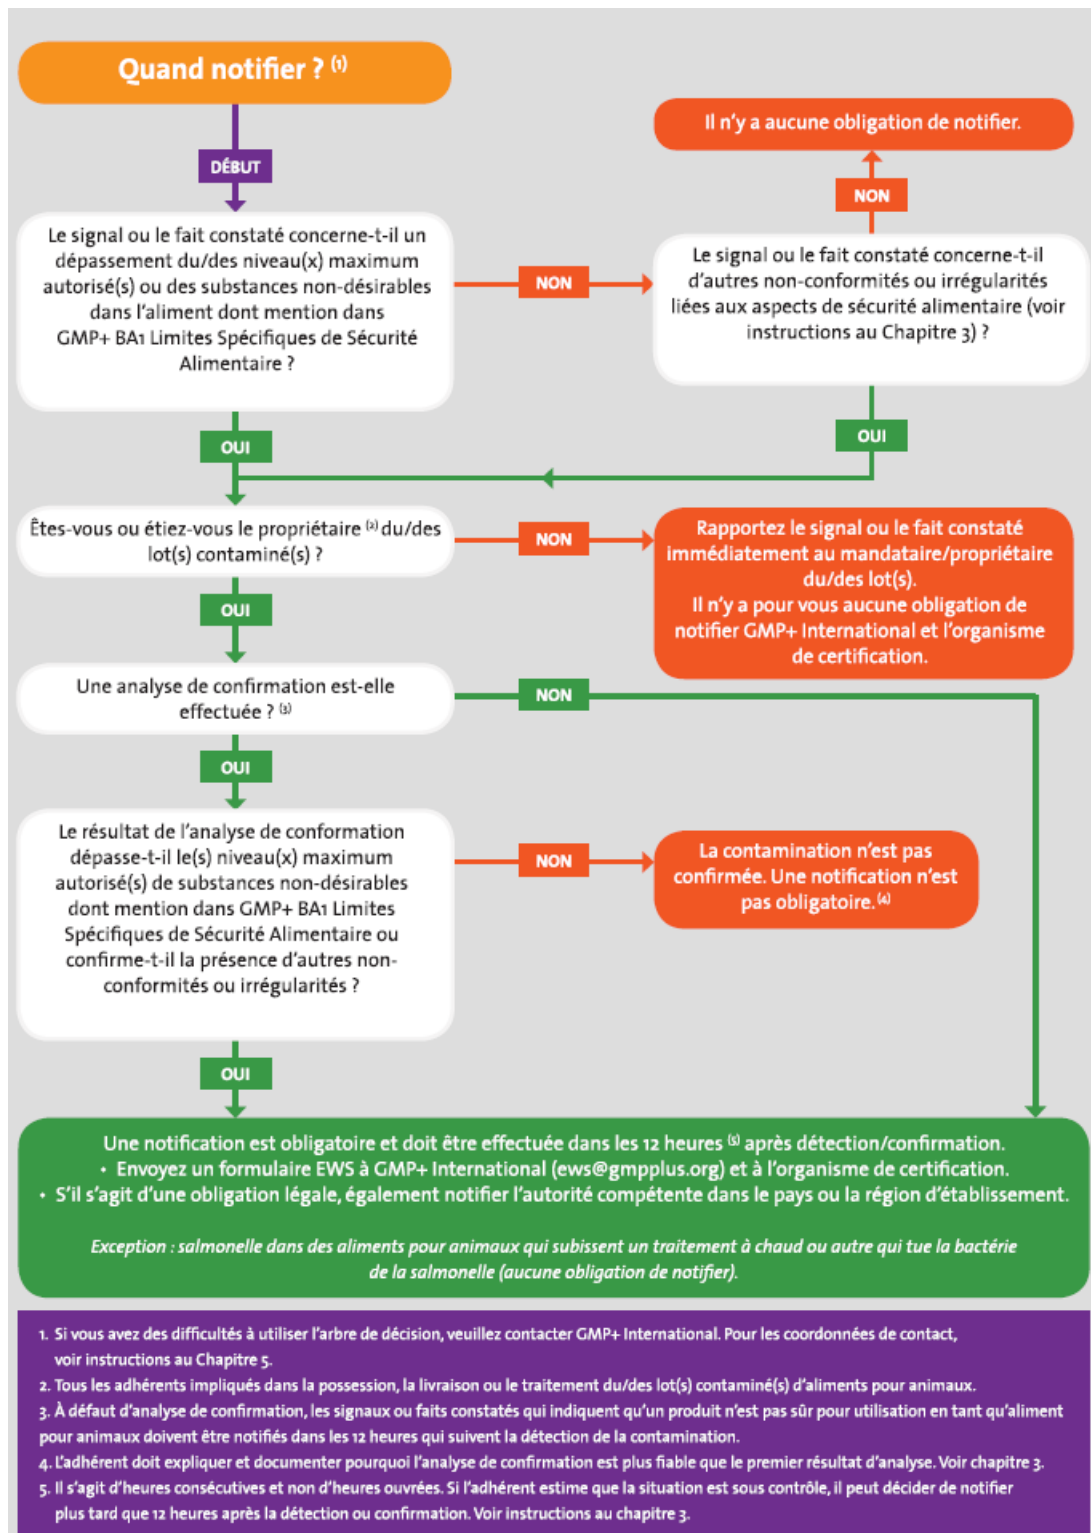 Quand notifier ? (1)
DÉBUT
Il n'y a aucune obligation de notifier.
NON
Le signal ou le fait constaté concerne-t-il un
dépassement du/des niveau(x) maximum
autorisé(s) ou des substances non-désirables
dans l'aliment dont mention dans
GMP+ BA1 Limites Spécifiques de Sécurité
Alimentaire ?
NON
Le signal ou le fait constaté concerne-t-il
d'autres non-conformités ou irrégularités
liées aux aspects de sécurité alimentaire (voir
instructions au Chapitre 3) ?
OUI
OUI
Êtes-vous ou étiez-vous le propriétaire (2) du/des
lot(s) contaminé(s) ?
NON
Rapportez le signal ou le fait constaté
immédiatement au mandataire/propriétaire
du/des lot(s).
Il n'y a pour vous aucune obligation de
notifier GMP+ International et l'organisme
de certification.
OUI
Une analyse de confirmation est-elle
effectuée ? (3)
NON
OUI
Le résultat de l'analyse de conformation
dépasse-t-il le(s) niveau(x) maximum
autorisé(s) de substances non-désirables
dont mention dans GMP+ BA1 Limites
Spécifiques de Sécurité Alimentaire ou
confirme-t-il la présence d'autres non-
conformités ou irrégularités ?
NON
La contamination n'est pas
confirmée. Une notification n'est
pas obligatoire. (4)
OUI
Une notification est obligatoire et doit être effectuée dans les 12 heures (5) après détection/confirmation.
• Envoyez un formulaire EWS à GMP+ International (ews@gmpplus.org) et à l'organisme de certification.
• S'il s'agit d'une obligation légale, également notifier l'autorité compétente dans le pays ou la région d'établissement.
Exception : salmonelle dans des aliments pour animaux qui subissent un traitement à chaud ou autre qui tue la bactérie
de la salmonelle (aucune obligation de notifier).
1. Si vous avez des difficultés à utiliser l'arbre de décision, veuillez contacter GMP+ International. Pour les coordonnées de contact,
voir instructions au Chapitre 5.
2. Tous les adhérents impliqués dans la possession, la livraison ou le traitement du/des lot(s) contaminé(s) d'aliments pour animaux.
3. À défaut d'analyse de confirmation, les signaux ou faits constatés qui indiquent qu'un produit n'est pas sûr pour utilisation en tant qu'aliment
pour animaux doivent être notifiés dans les 12 heures qui suivent la détection de la contamination.
4. L'adhérent doit expliquer et documenter pourquoi l'analyse de confirmation est plus fiable que le premier résultat d'analyse. Voir chapitre 3.
5. Il s'agit d'heures consécutives et non d'heures ouvrées. Si l'adhérent estime que la situation est sous contrôle, il peut décider de notifier
plus tard que 12 heures après la détection ou confirmation. Voir instructions au chapitre 3.